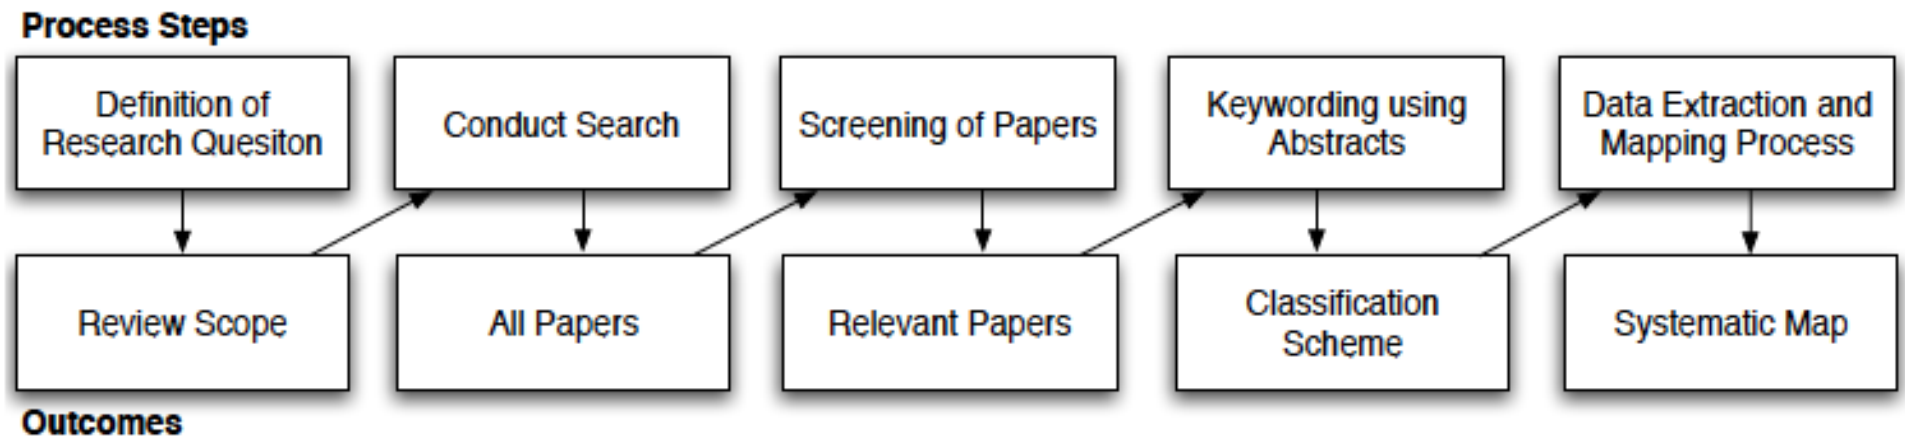 Process Steps
Definition of
Research Quesiton
Conduct Search
Screening of Papers
Keywording using
Abstracts
Data Extraction and
Mapping Process
Review Scope
All Papers
Relevant Papers
Classification
Scheme
Systematic Map
Outcomes